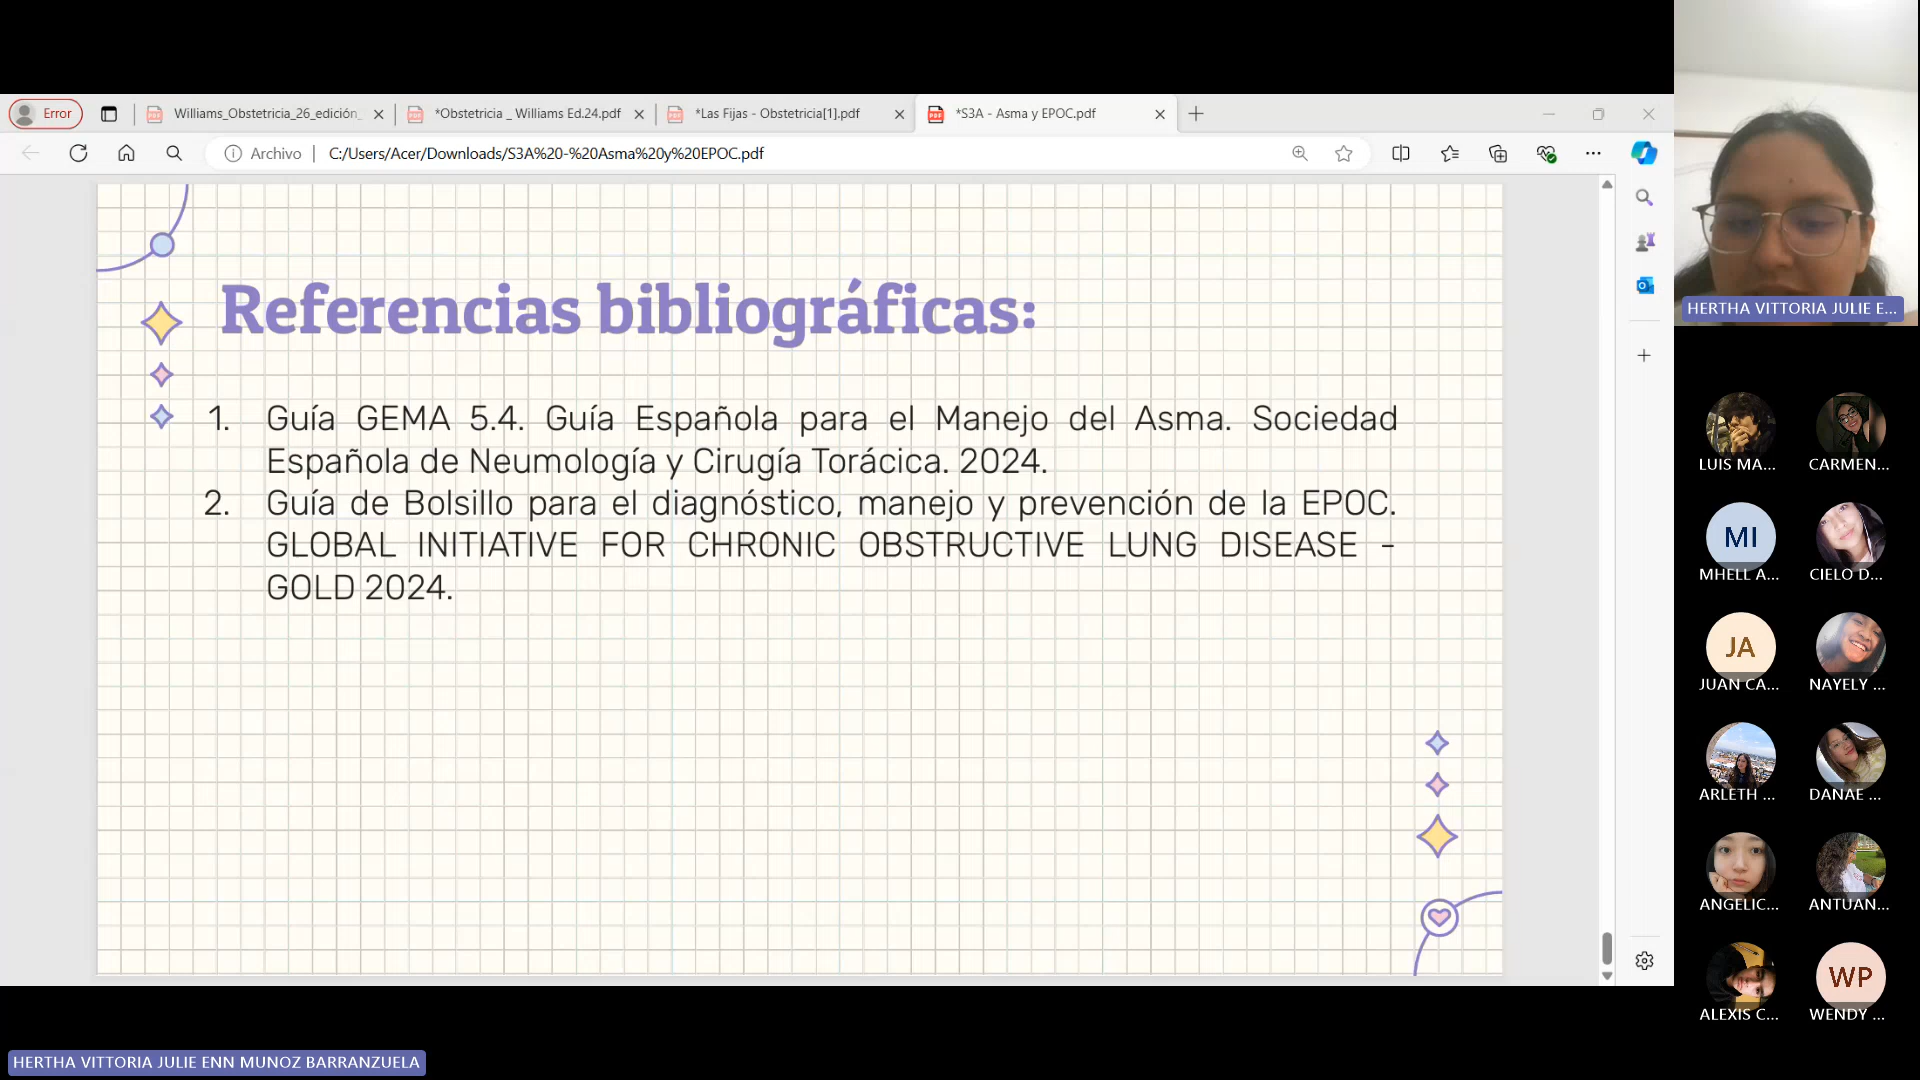 Error
Williams_Obstetricia_26_edición_
*Obstetricia _ Williams Ed.24.pdf
*Las Fijas - Obstetricia[1].pdf
*S3A - Asma y EPOC.pdf
Archivo
C:/Users/Acer/Downloads/S3A%20-%20Asma%20y%20EPOC.pdf
Referencias bibliográficas:
1. Guía GEMA 5.4. Guía Española para el Manejo del Asma. Sociedad
Española de Neumología y Cirugía Torácica. 2024.
2. Guía de Bolsillo para el diagnóstico, manejo y prevención de la EPOC.
GLOBAL INITIATIVE FOR CHRONIC OBSTRUCTIVE LUNG DISEASE -
GOLD 2024.
HERTHA VITTORIA JULIE E...
LUIS MA...
CARMEN...
MI
MHELL A...
CIELO D...
JA
JUAN CA...
NAYELY ...
ARLETH ...
DANAE ...
ANGELIC...
ANTUAN...
ALEXIS C...
WP
WENDY ...
HERTHA VITTORIA JULIE ENN MUNOZ BARRANZUELA